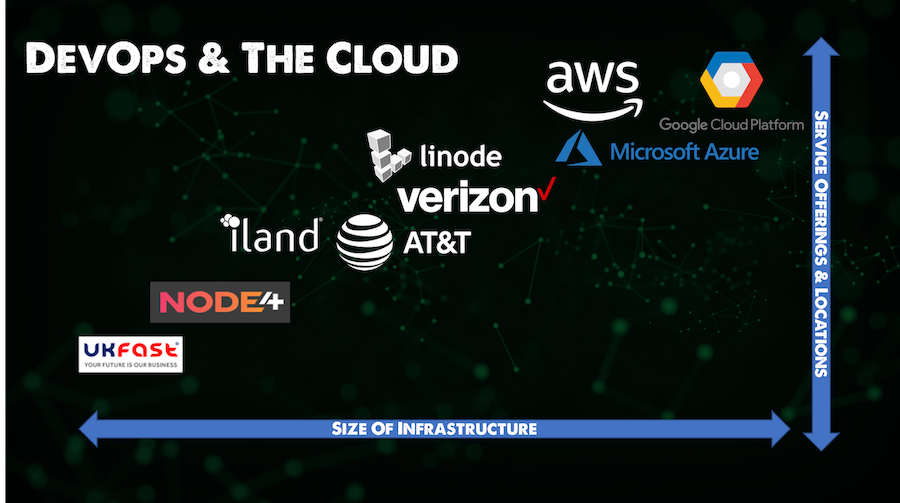 DevOps & The Cloud
aws
Google Cloud Platform
Microsoft Azure
linode
verizon✓
iland®
AT&T
NODE4
UKFAST®
YOUR FUTURE IS OUR BUSINESS
Service Offerings & Locations
Size Of Infrastructure